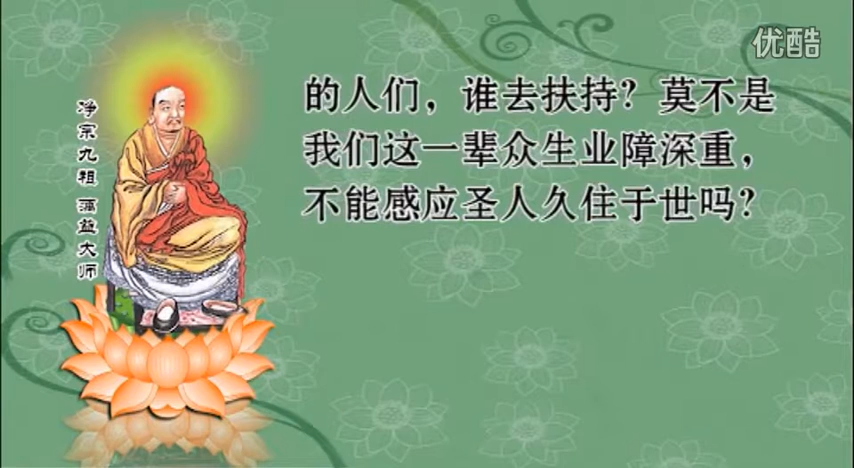 优酷
的人们，谁去扶持？莫不是
我们这一辈众生业障深重，
不能感应圣人久住于世吗？
净宗九祖 蕅益大师